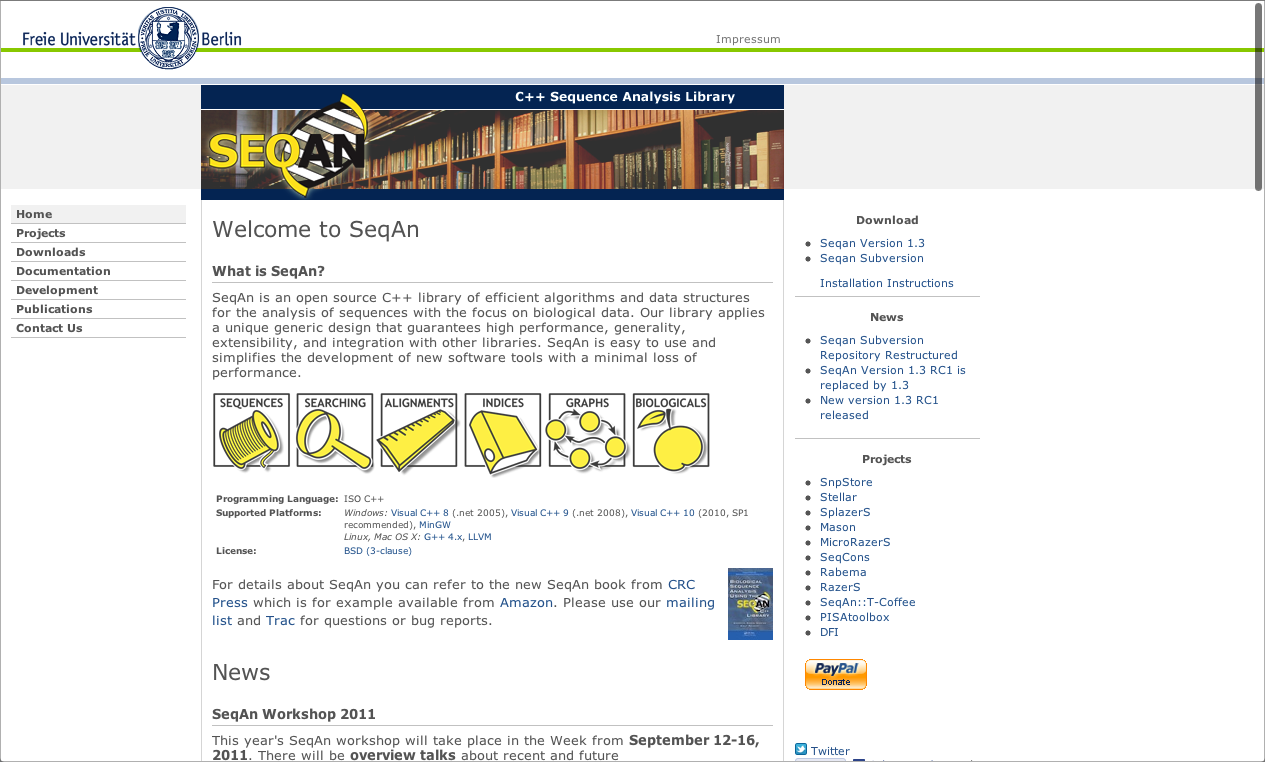 Freie Universität Berlin
Impressum
C++ Sequence Analysis Library
SEQAN
Home
Projects
Downloads
Documentation
Development
Publications
Contact Us
Welcome to SeqAn
What is SeqAn?
SeqAn is an open source C++ library of efficient algorithms and data structures
for the analysis of sequences with the focus on biological data. Our library applies
a unique generic design that guarantees high performance, generality,
extensibility, and integration with other libraries. SeqAn is easy to use and
simplifies the development of new software tools with a minimal loss of
performance.
SEQUENCES SEARCHING ALIGNMENTS INDICES GRAPHS BIOLOGICALS
Programming Language: ISO C++
Supported Platforms: Windows: Visual C++ 8 (.net 2005), Visual C++ 9 (.net 2008), Visual C++ 10 (2010, SP1
recommended), MinGW
Linux, Mac OS X: G++ 4.x, LLVM
License: BSD (3-clause)
For details about SeqAn you can refer to the new SeqAn book from CRC
Press which is for example available from Amazon. Please use our mailing
list and Trac for questions or bug reports.
BIOLOGICAL
SEQUENCE
ANALYSIS
USING THE
SEQAN
C++
LIBRARY
News
SeqAn Workshop 2011
This year's SeqAn workshop will take place in the Week from September 12-16,
2011. There will be overview talks about recent and future
Download
Seqan Version 1.3
Seqan Subversion
Installation Instructions
News
Seqan Subversion
Repository Restructured
SeqAn Version 1.3 RC1 is
replaced by 1.3
New version 1.3 RC1
released
Projects
SnpStore
Stellar
SplazerS
Mason
MicroRazerS
SeqCons
Rabema
RazerS
SeqAn::T-Coffee
PISAtoolbox
DFI
PayPal
Donate
Twitter